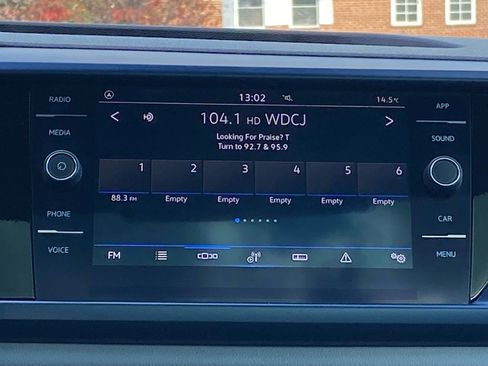 RADIO
MEDIA
PHONE
VOICE
A
13:02
14.5°C
< 104.1 HD WDCJ >
Looking For Praise? T
Turn to 92.7 & 95.9
1 2 3 4 5 6
88.3 FM Empty Empty Empty Empty Empty
FM
APP
SOUND
CAR
MENU